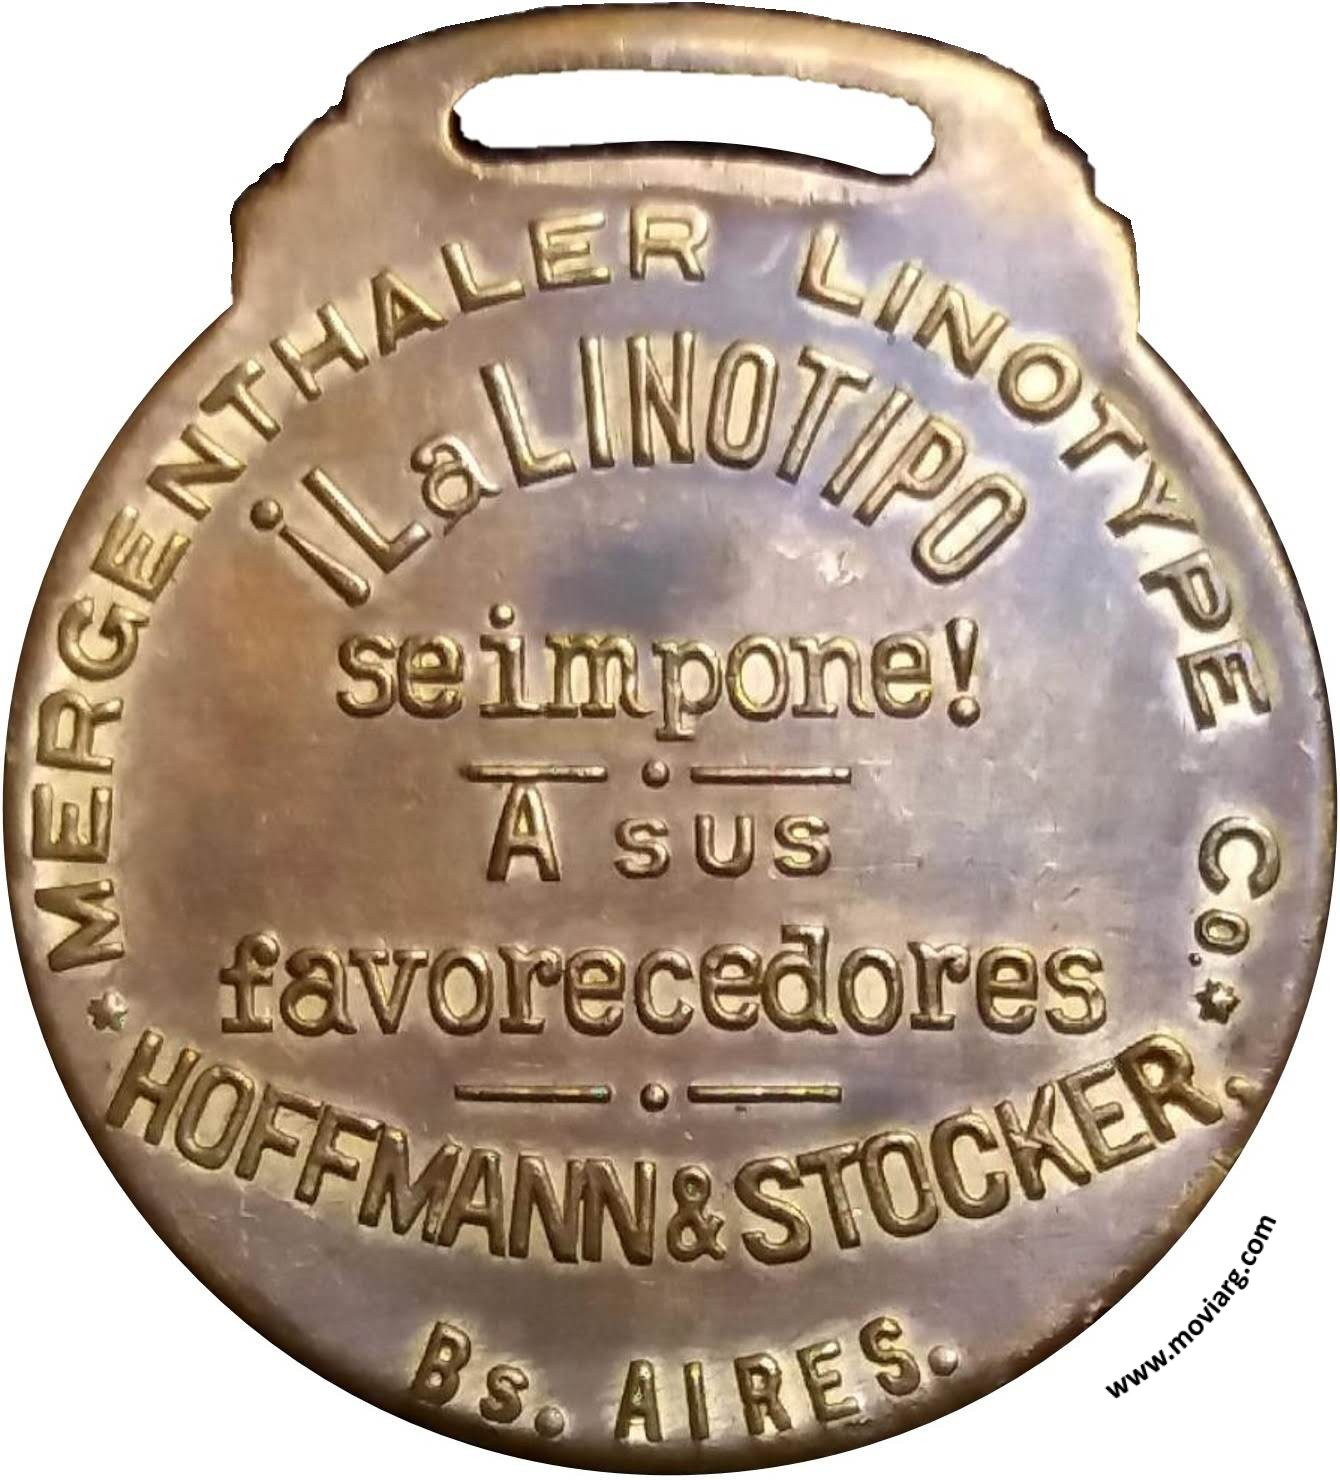 MERGENTHALER LINOTYPE Co.
¡La LINOTIPO
se impone!
A sus
favorecedores
HOFFMANN & STOCKER.
Bs. AIRES.
www.moviarg.com